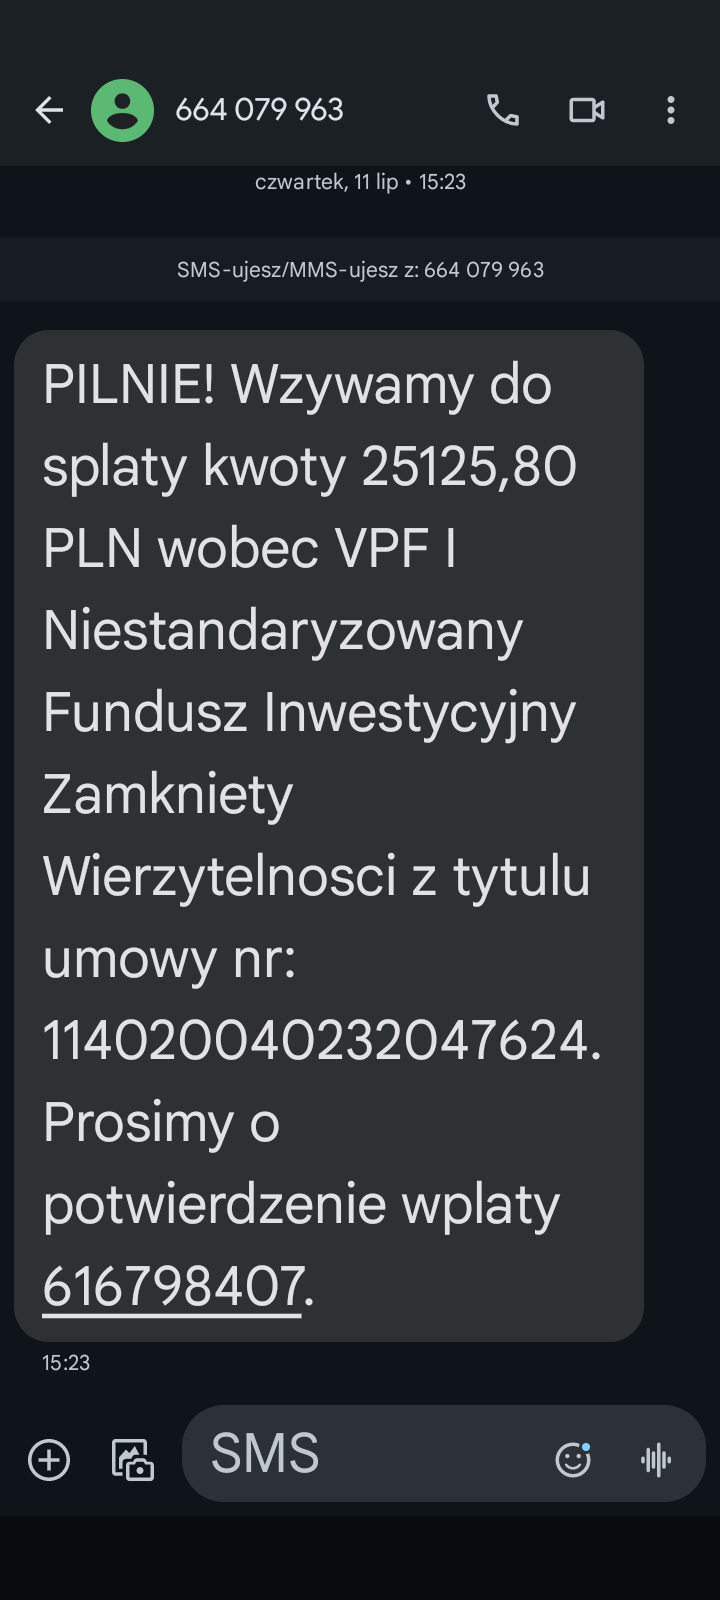 664 079 963
czwartek, 11 lip • 15:23
SMS-ujesz/MMS-ujesz z: 664 079 963
PILNIE! Wzywamy do
splaty kwoty 25125,80
PLN wobec VPF I
Niestandaryzowany
Fundusz Inwestycyjny
Zamkniety
Wierzytelnosci z tytulu
umowy nr:
114020040232047624.
Prosimy o
potwierdzenie wplaty
616798407.
15:23
SMS